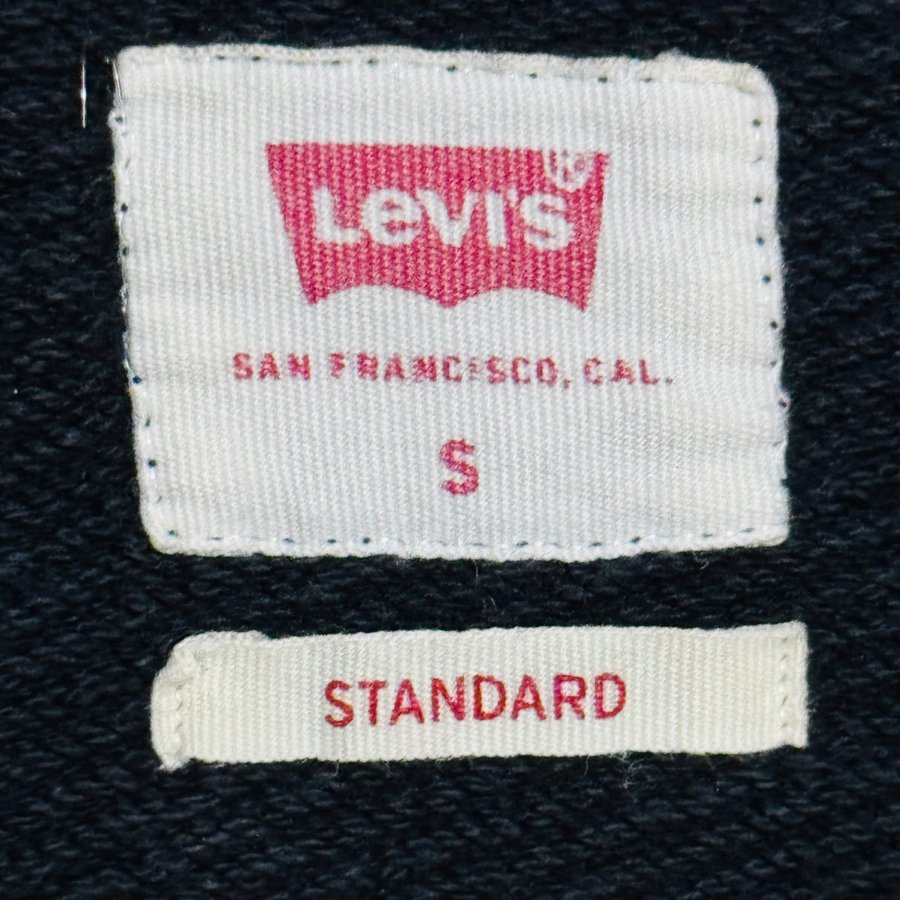 LEVI'S®
SAN FRANCISCO, CAL.
S
STANDARD